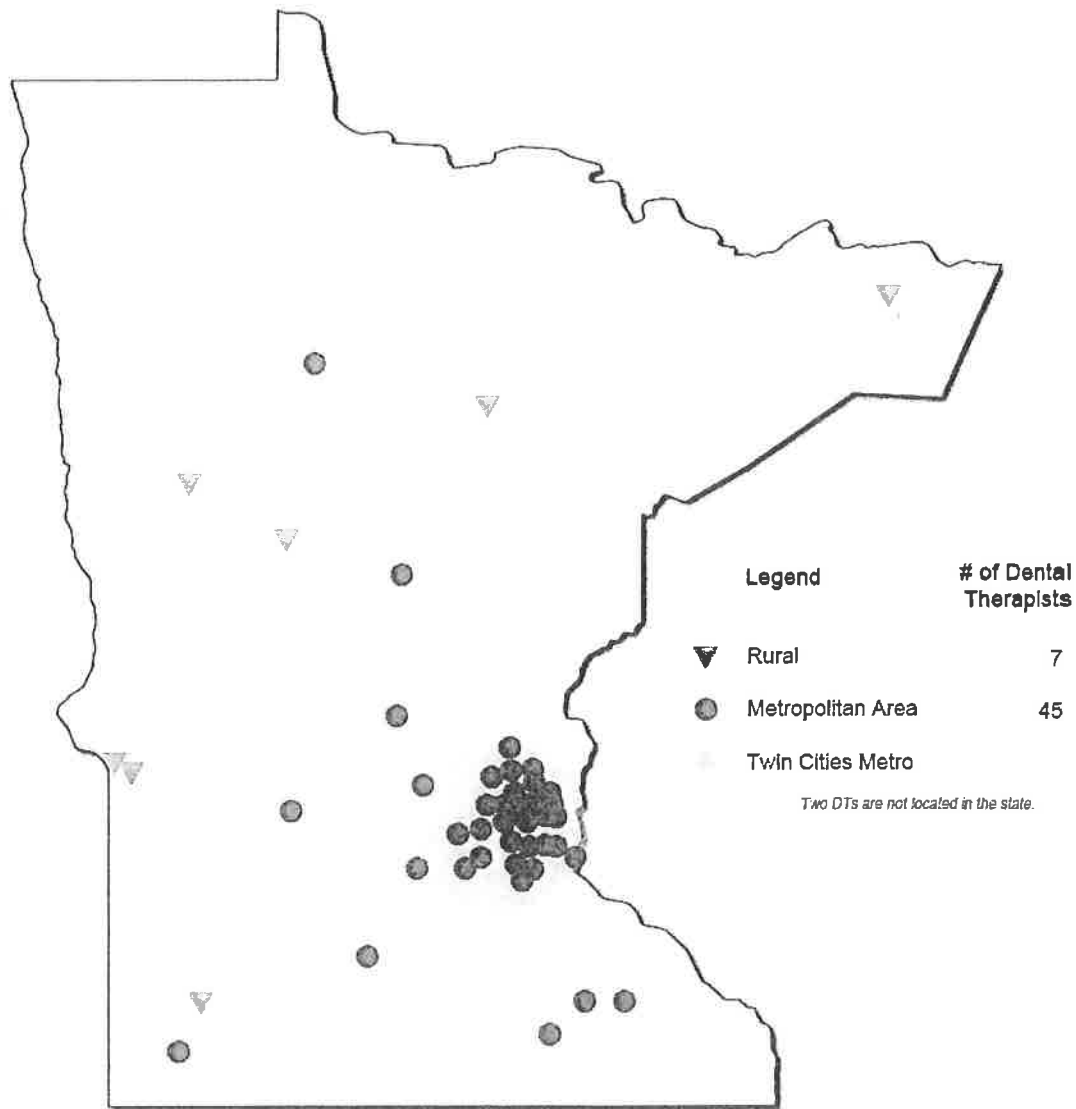 Legend # of Dental
Therapists
Rural 7
Metropolitan Area 45
Twin Cities Metro
Two DTs are not located in the state.